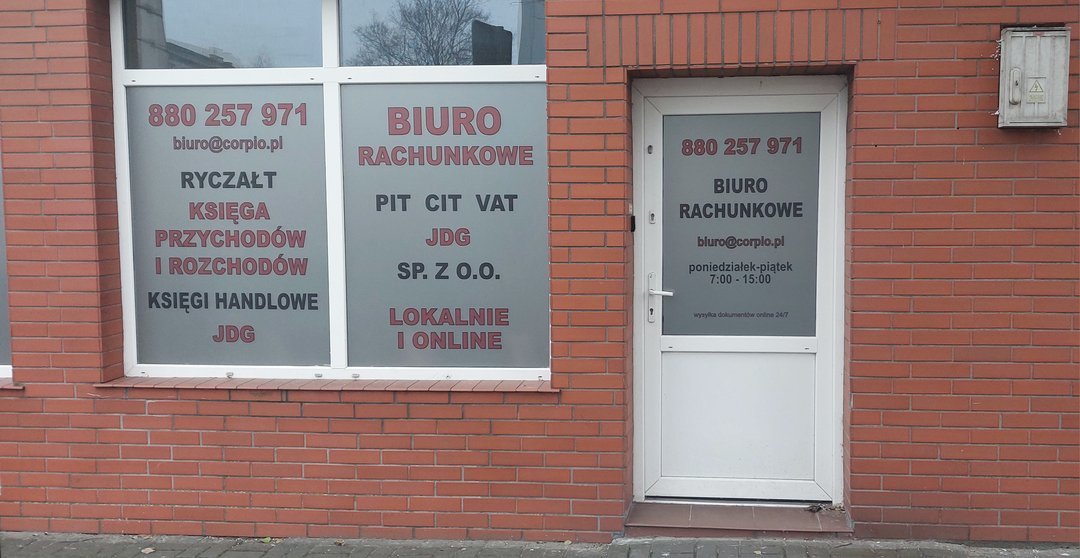 880 257 971
biuro@corpio.pl
RYCZAŁT
KSIĘGA
PRZYCHODÓW
I ROZCHODÓW
KSIĘGI HANDLOWE
JDG
BIURO
RACHUNKOWE
PIT CIT VAT
JDG
SP. Z O.O.
LOKALNIE
I ONLINE
880 257 971
BIURO
RACHUNKOWE
biuro@corpio.pl
poniedziałek-piątek
7:00 - 15:00
wysyłka dokumentów online 24/7